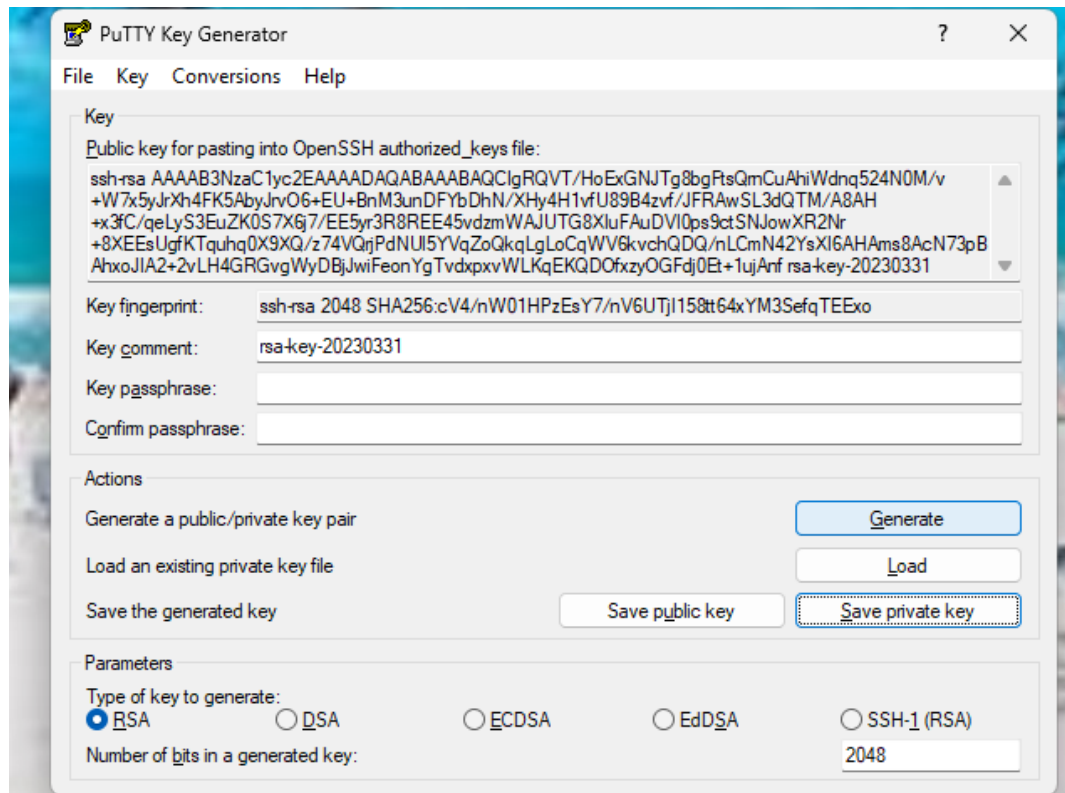 PuTTY Key Generator ?
File Key Conversions Help
Key
Public key for pasting into OpenSSH authorized_keys file:
ssh-rsa AAAAB3NzaC1yc2EAAAADAQABAAABAQCIgRQVT/HoExGNJTg8bgFtsQmCuAhiWdnq524N0M/v
+W7x5yJrXh4FK5AbyJrvO6+EU+BnM3unDFYbDhN/XHy4H1vfU89B4zvf/JFRAwSL3dQTM/A8AH
+x3fC/qeLyS3EuZK0S7X6j7/EE5yr3R8REE45vdzmWAJUTG8XluFAuDVI0ps9ctSNJowXR2Nr
+8XEEsUgfKTquhq0X9XQ/z74VQrjPdNUI5YVqZoQkqLgLoCqWV6kvchQDQ/nLCmN42YsXI6AHAms8AcN73pB
AhxoJIA2+2vLH4GRGvgWyDBjJwiFeonYgTvdxpxvWLKqEKQDOfxzyOGFdj0Et+1ujAnf rsa-key-20230331
Key fingerprint: ssh-rsa 2048 SHA256:cV4/nW01HPzEsY7/nV6UTjI158tt64xYM3SefqTEExo
Key comment: rsa-key-20230331
Key passphrase:
Confirm passphrase:
Actions
Generate a public/private key pair Generate
Load an existing private key file Load
Save the generated key Save public key Save private key
Parameters
Type of key to generate:
RSA DSA ECDSA EdDSA SSH-1 (RSA)
Number of bits in a generated key: 2048